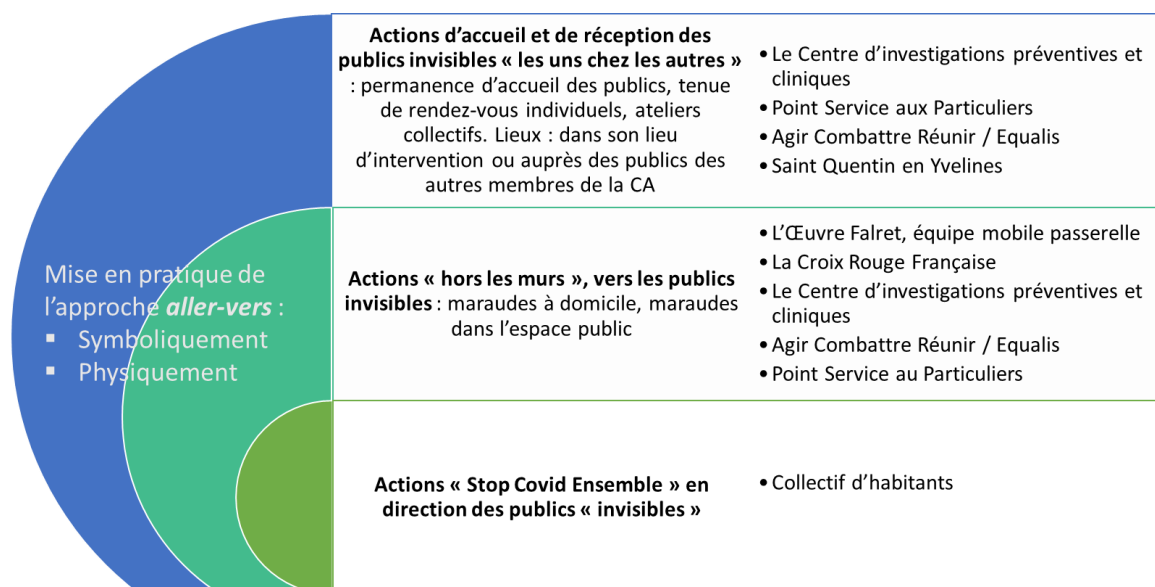 Mise en pratique de
l’approche aller-vers :
▪ Symboliquement
▪ Physiquement
Actions d’accueil et de réception des
publics invisibles « les uns chez les autres »
: permanence d’accueil des publics, tenue
de rendez-vous individuels, ateliers
collectifs. Lieux : dans son lieu
d’intervention ou auprès des publics des
autres membres de la CA
• Le Centre d’investigations préventives et
cliniques
• Point Service aux Particuliers
• Agir Combattre Réunir / Equalis
• Saint Quentin en Yvelines
Actions « hors les murs », vers les publics
invisibles : maraudes à domicile, maraudes
dans l’espace public
• L’Œuvre Falret, équipe mobile passerelle
• La Croix Rouge Française
• Le Centre d’investigations préventives et
cliniques
• Agir Combattre Réunir / Equalis
• Point Service au Particuliers
Actions « Stop Covid Ensemble » en
direction des publics « invisibles »
• Collectif d’habitants